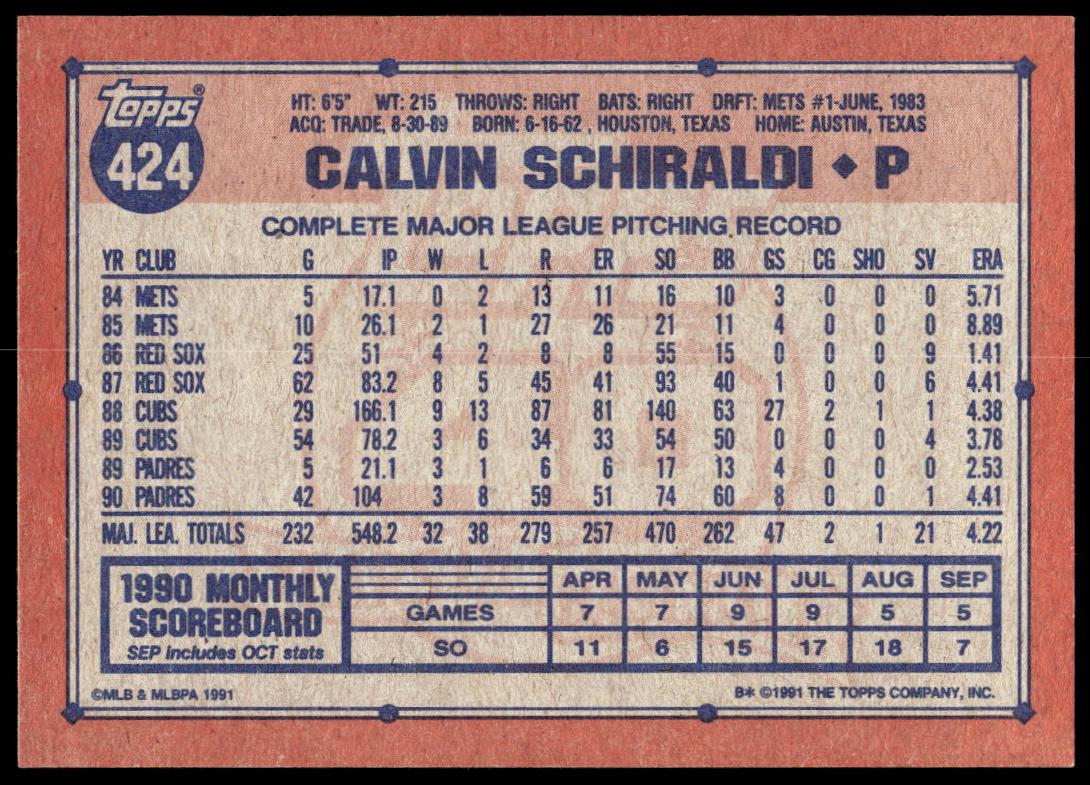 TOPPS®
424
HT: 6'5" WT: 215 THROWS: RIGHT BATS: RIGHT DRFT: METS #1-JUNE, 1983
ACQ: TRADE, 8-30-89 BORN: 6-16-62 , HOUSTON, TEXAS HOME: AUSTIN, TEXAS
CALVIN SCHIRALDI ◆ P
COMPLETE MAJOR LEAGUE PITCHING RECORD
YR CLUB G IP W L R ER SO BB GS CG SHO SV ERA
84 METS 5 17.1 0 2 13 11 16 10 3 0 0 0 5.71
85 METS 10 26.1 2 1 27 26 21 11 4 0 0 0 8.89
86 RED SOX 25 51 4 2 8 8 55 15 0 0 0 9 1.41
87 RED SOX 62 83.2 8 5 45 41 93 40 1 0 0 6 4.41
88 CUBS 29 166.1 9 13 87 81 140 63 27 2 1 1 4.38
89 CUBS 54 78.2 3 6 34 33 54 50 0 0 0 4 3.78
89 PADRES 5 21.1 3 1 6 6 17 13 4 0 0 0 2.53
90 PADRES 42 104 3 8 59 51 74 60 8 0 0 1 4.41
MAJ. LEA. TOTALS 232 548.2 32 38 279 257 470 262 47 2 1 21 4.22
1990 MONTHLY
SCOREBOARD
SEP includes OCT stats
APR MAY JUN JUL AUG SEP
GAMES 7 7 9 9 5 5
SO 11 6 15 17 18 7
©MLB & MLBPA 1991
B* ©1991 THE TOPPS COMPANY, INC.